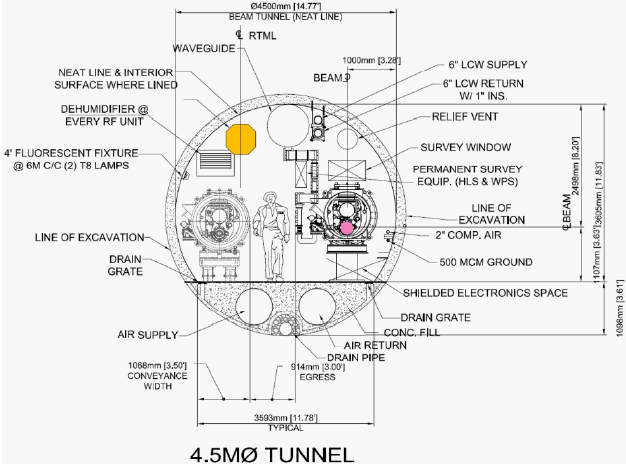 Ø4500mm [14.77']
BEAM TUNNEL (NEAT LINE)
℄ RTML
WAVEGUIDE
1000mm [3.28']
BEAM ℄
6" LCW SUPPLY
NEAT LINE & INTERIOR
SURFACE WHERE LINED
6" LCW RETURN
W/ 1" INS.
DEHUMIDIFER @
EVERY RF UNIT
RELIEF VENT
4' FLUORESCENT FIXTURE
@ 6M C/C (2) T8 LAMPS
SURVEY WINDOW
PERMANENT SURVEY
EQUIP. (HLS & WPS)
2498mm [8.20']
3605mm [11.83']
℄BEAM
LINE OF
EXCAVATION
2" COMP. AIR
LINE OF EXCAVATION
500 MCM GROUND
1107mm [3.63']
DRAIN
GRATE
SHIELDED ELECTRONICS SPACE
DRAIN GRATE
1098mm [3.61']
AIR SUPPLY
CONC. FILL
AIR RETURN
DRAIN PIPE
1068mm [3.50']
CONVEYANCE
WIDTH
914mm [3.00']
EGRESS
3593mm [11.78']
TYPICAL
4.5MØ TUNNEL